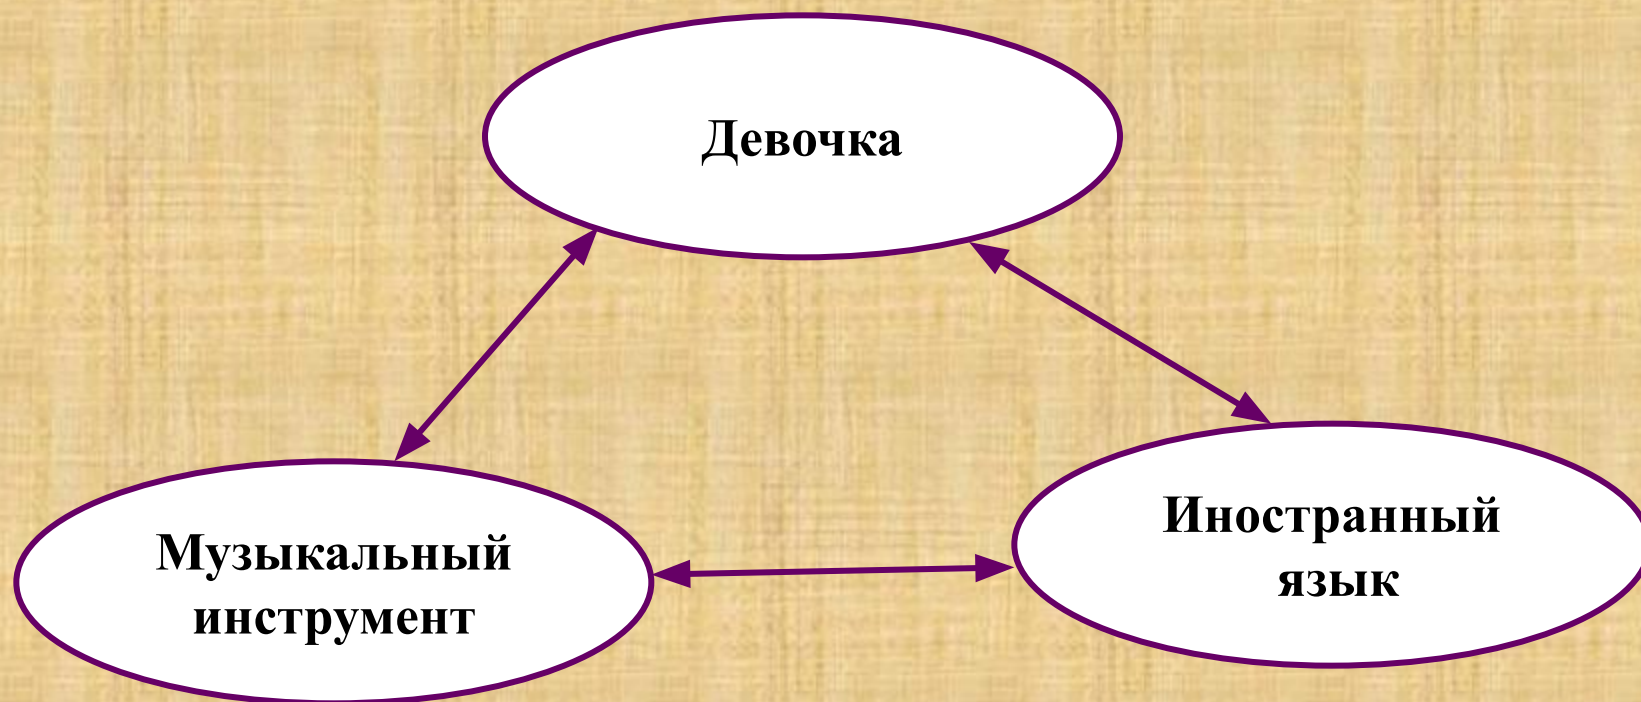 Девочка
Музыкальный
инструмент
Иностранный
язык